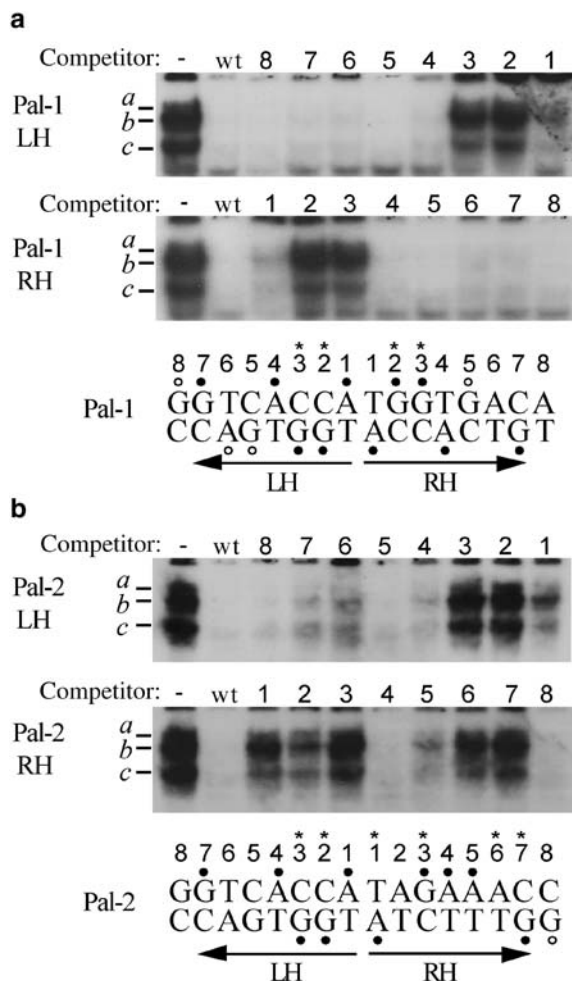 a
Competitor: - wt 8 7 6 5 4 3 2 1
Pal-1 LH
a
b
c
Competitor: - wt 1 2 3 4 5 6 7 8
Pal-1 RH
a
b
c
* * * *
8 7 6 5 4 3 2 1 1 2 3 4 5 6 7 8
Pal-1
GGTCACCATGGTGACA
CCAGTGGTACCACTGT
LH RH
b
Competitor: - wt 8 7 6 5 4 3 2 1
Pal-2 LH
a
b
c
Competitor: - wt 1 2 3 4 5 6 7 8
Pal-2 RH
a
b
c
* * * * * *
8 7 6 5 4 3 2 1 1 2 3 4 5 6 7 8
Pal-2
GGTCACCATAGAAACC
CCAGTGGTATCTTTGG
LH RH